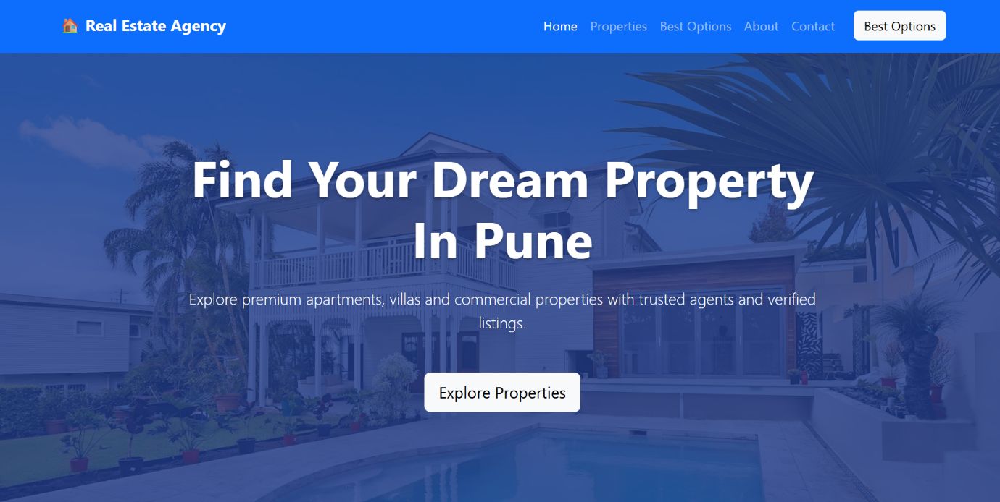 Real Estate Agency
Home Properties Best Options About Contact Best Options
Find Your Dream Property
In Pune
Explore premium apartments, villas and commercial properties with trusted agents and verified
listings.
Explore Properties